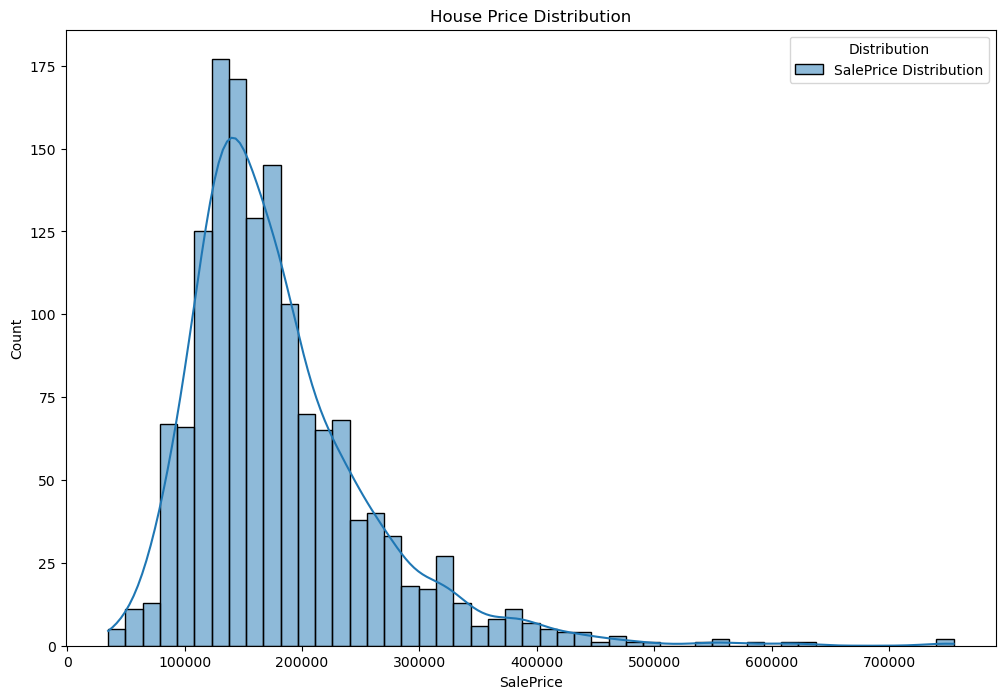 House Price Distribution
Distribution
SalePrice Distribution
175
150
125
100
75
50
25
0
Count
0 100000 200000 300000 400000 500000 600000 700000
SalePrice